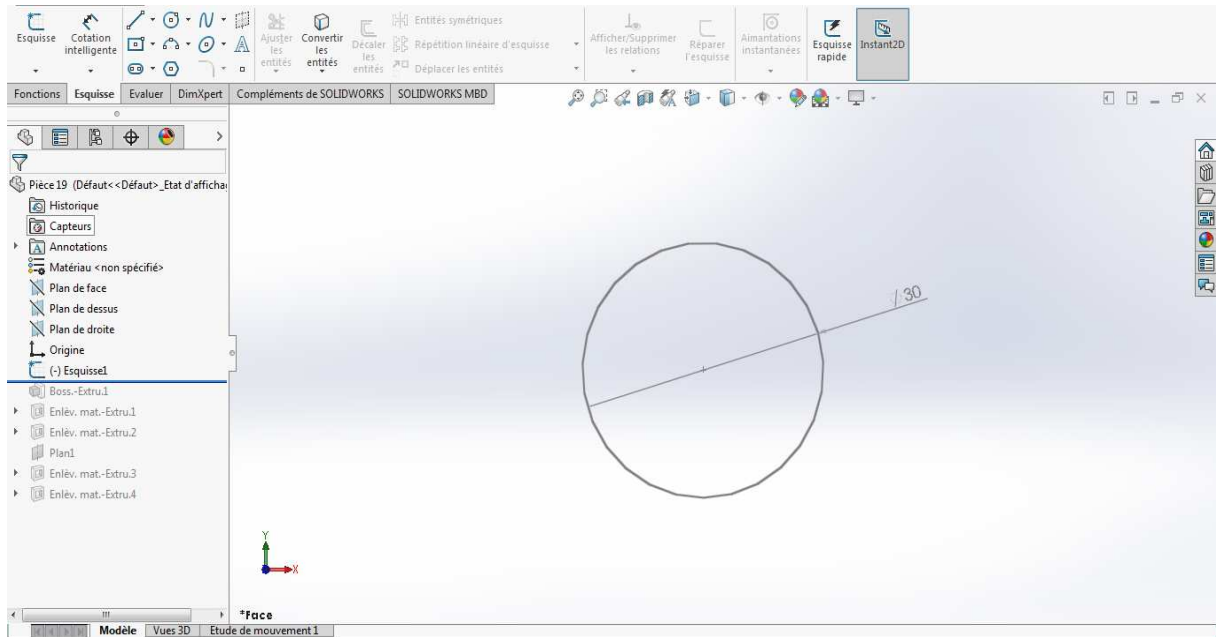 Esquisse
Cotation intelligente
Ajuster les entités
Convertir les entités
Décaler les entités
Entités symétriques
Répétition linéaire d'esquisse
Déplacer les entités
Afficher/Supprimer les relations
Réparer l'esquisse
Aimantations instantanées
Esquisse rapide
Instant2D
Fonctions Esquisse Evaluer DimXpert Compléments de SOLIDWORKS SOLIDWORKS MBD
Pièce 19 (Défaut<<Défaut>_Etat d'afficha
Historique
Capteurs
Annotations
Matériau <non spécifié>
Plan de face
Plan de dessus
Plan de droite
Origine
(-) Esquisse1
Boss.-Extru.1
Enlèv. mat.-Extru.1
Enlèv. mat.-Extru.2
Plan1
Enlèv. mat.-Extru.3
Enlèv. mat.-Extru.4
30
Y
X
*Face
Modèle Vues 3D Etude de mouvement 1